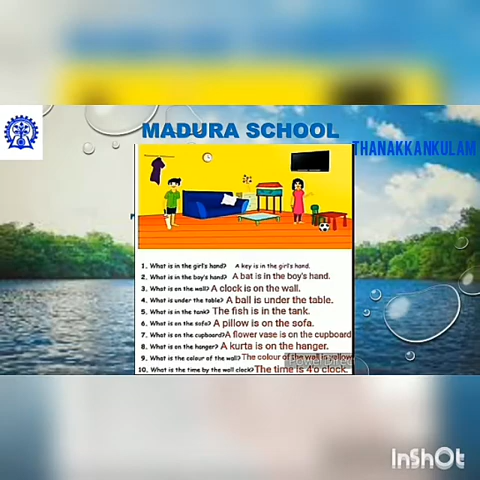 MADURA SCHOOL
THANAKKANKULAM
1. What is in the girl's hand? A key is in the girl's hand.
2. What is in the boy's hand? A bat is in the boy's hand.
3. What is on the wall? A clock is on the wall.
4. What is under the table? A ball is under the table.
5. What is in the tank? The fish is in the tank.
6. What is on the sofa? A pillow is on the sofa.
7. What is on the cupboard? A flower vase is on the cupboard
8. What is on the hanger? A kurta is on the hanger.
9. What is the colour of the wall? The colour of the wall is yellow
10. What is the time by the wall clock? The time is 4'o clock.
InShOt